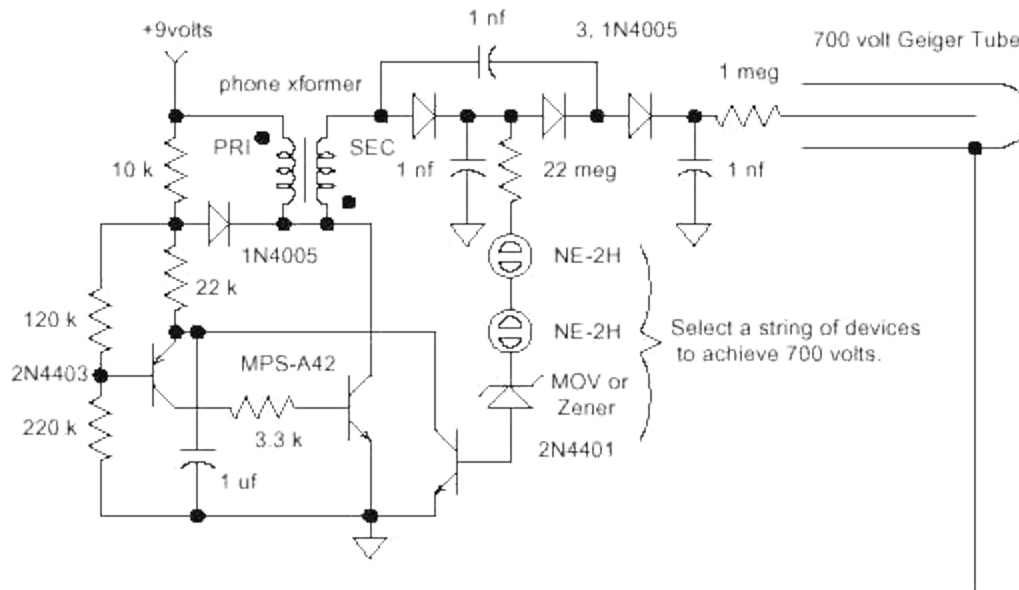 1 nf
+9volts
3, 1N4005
700 volt Geiger Tube
phone xformer
1 meg
PRI
SEC
10 k
1 nf
22 meg
1 nf
1N4005
NE-2H
22 k
120 k
NE-2H
Select a string of devices
to achieve 700 volts.
2N4403
MPS-A42
MOV or
Zener
220 k
3.3 k
2N4401
1 uf